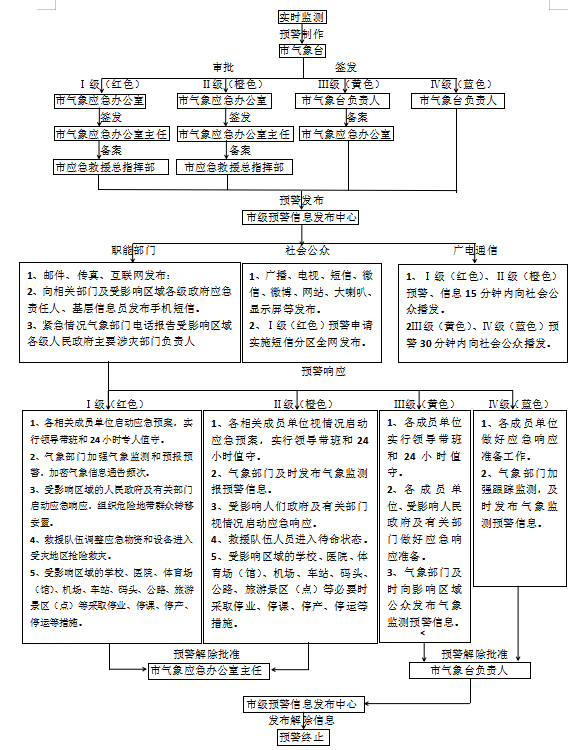 实时监测
预警制作
市气象台
审批 签发
Ⅰ级（红色） Ⅱ级（橙色） Ⅲ级（黄色） Ⅳ级（蓝色）
市气象应急办公室 市气象应急办公室 市气象台负责人 市气象台负责人
签发 签发 备案
市气象应急办公室主任 市气象应急办公室主任 市气象应急办公室
备案 备案
市应急救援总指挥部 市应急救援总指挥部
预警发布
市级预警信息发布中心
职能部门 社会公众 广电通信
1、邮件、传真、互联网发布：
2、向相关部门及受影响区域各级政府应急
责任人、基层信息员发布手机短信。
3、紧急情况气象部门电话报告受影响区域
各级人民政府主要涉灾部门负责人
1、广播、电视、短信、微
信、微博、网站、大喇叭、
显示屏等发布。
2、Ⅰ级（红色）预警申请
实施短信分区全网发布。
1、Ⅰ级（红色）、Ⅱ级（橙色）
预警、信息15分钟内向社会公
众播发。
2Ⅲ级（黄色）、Ⅳ级（蓝色）预
警30分钟内向社会公众播发。
预警响应
Ⅰ级（红色） Ⅱ级（橙色） Ⅲ级（黄色） Ⅳ级（蓝色）
1、各相关成员单位启动应急预案，实
行领导带班和24小时专人值守。
2、气象部门加强气象监测和预报预
警，加密气象信息通告频次。
3、受影响区域的人民政府及有关部门
启动应急响应，组织危险地带群众转移
安置。
4、救援队伍调整应急物资和设备进入
受灾地区抢险救灾。
5、受影响区域的学校、医院、体育场
（馆）、机场、车站、码头、公路、旅游
景区（点）等采取停业、停课、停产、
停运等措施。
1、各相关成员单位视情况启动
应急预案，实行领导带班和24
小时值守。
2、气象部门及时发布气象监测
报预警信息。
3、受影响人们政府及有关部门
视情况启动应急响应。
4、救援队伍人员进入待命状态。
5、受影响区域的学校、医院、体
育场（馆）、机场、车站、码头、
公路、旅游景区（点）等必要时
采取停业、停课、停产、停运等
措施。
1、各成员单位
实行领导带班
和24小时值
守。
2、各成员单
位、受影响人民
政府及有关部
门做好应急响
应准备。
3、气象部门及
时向影响区域
公众发布气象
监测预警信息。
<
1、各成员单位
做好应急响应
准备工作。
2、气象部门加
强跟踪监测，及
时发布气象监
测预警信息。
预警解除批准 预警解除批准
市气象应急办公室主任 市气象台负责人
市级预警信息发布中心
发布解除信息
预警终止